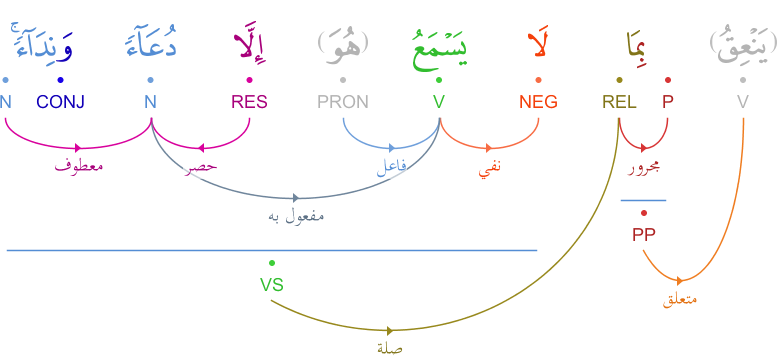 (يَنْعِقُ) بِمَا لَا يَسْمَعُ (هُوَ) إِلَّا دُعَآءً وَنِدَآءً ۚ
V P REL NEG V PRON RES N CONJ N
معطوف حصر فاعل نفي مجرور
مفعول به
PP
VS
متعلق
صلة